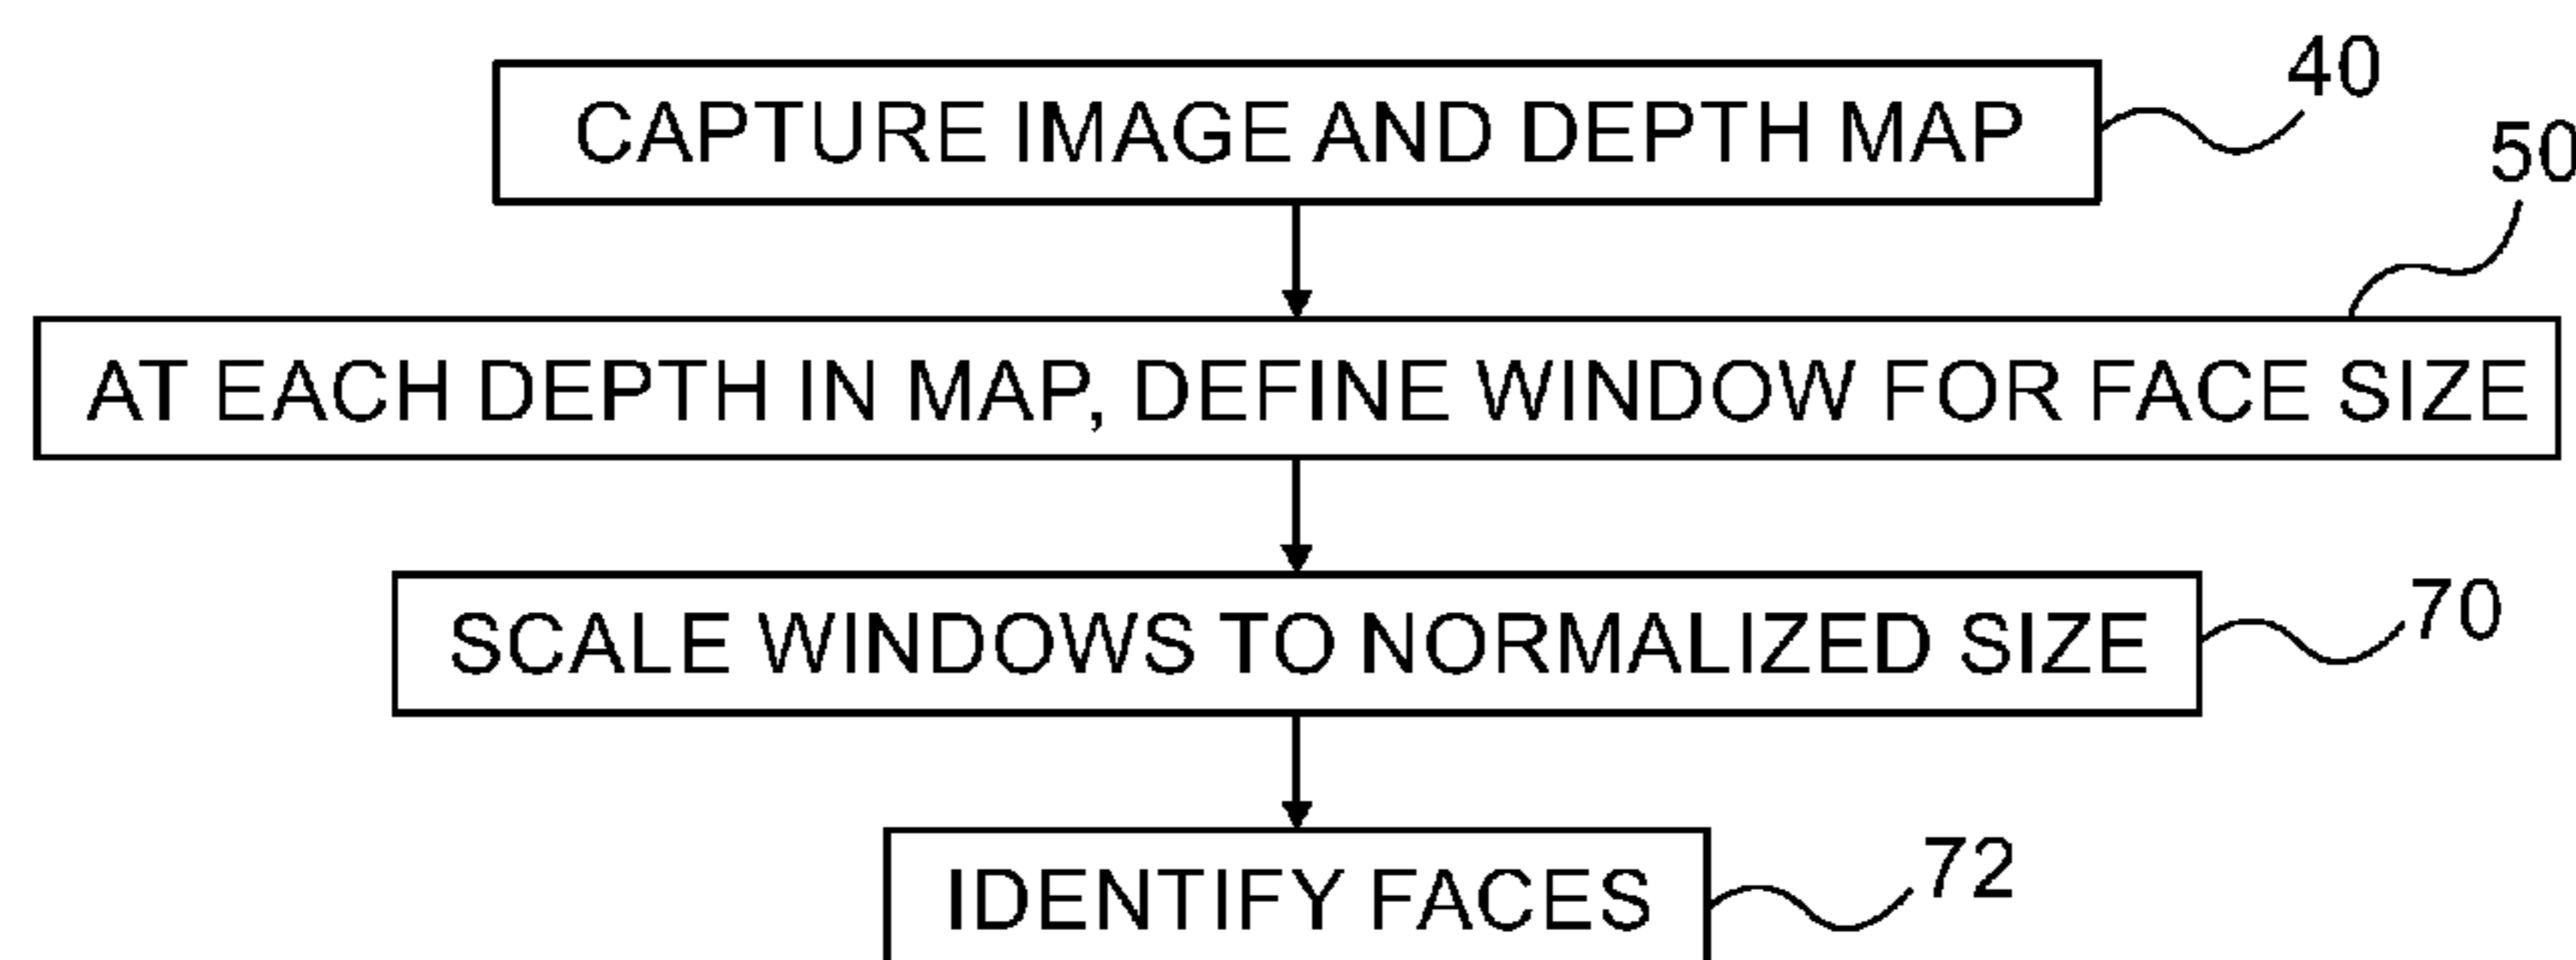 CAPTURE IMAGE AND DEPTH MAP
40
50
AT EACH DEPTH IN MAP, DEFINE WINDOW FOR FACE SIZE
SCALE WINDOWS TO NORMALIZED SIZE
70
IDENTIFY FACES
72